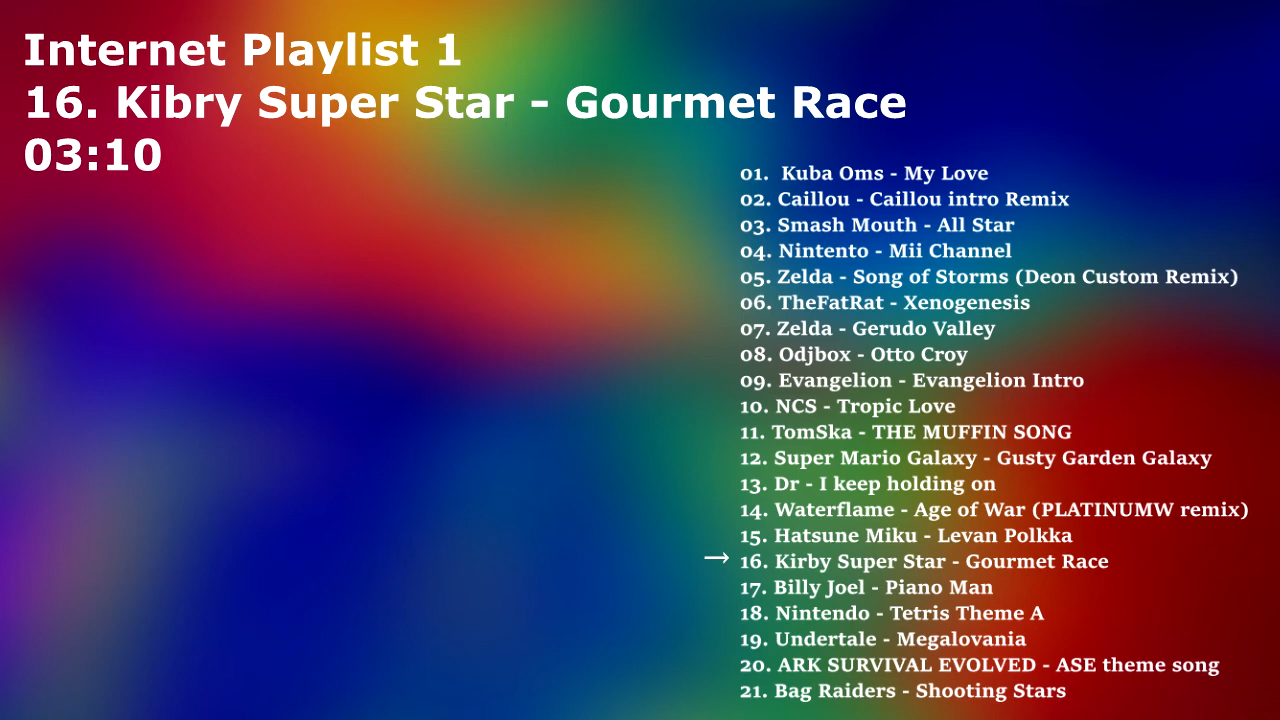 Internet Playlist 1
16. Kibry Super Star - Gourmet Race
03:10
01. Kuba Oms - My Love
02. Caillou - Caillou intro Remix
03. Smash Mouth - All Star
04. Nintento - Mii Channel
05. Zelda - Song of Storms (Deon Custom Remix)
06. TheFatRat - Xenogenesis
07. Zelda - Gerudo Valley
08. Odjbox - Otto Croy
09. Evangelion - Evangelion Intro
10. NCS - Tropic Love
11. TomSka - THE MUFFIN SONG
12. Super Mario Galaxy - Gusty Garden Galaxy
13. Dr - I keep holding on
14. Waterflame - Age of War (PLATINUMW remix)
15. Hatsune Miku - Levan Polkka
→ 16. Kirby Super Star - Gourmet Race
17. Billy Joel - Piano Man
18. Nintendo - Tetris Theme A
19. Undertale - Megalovania
20. ARK SURVIVAL EVOLVED - ASE theme song
21. Bag Raiders - Shooting Stars